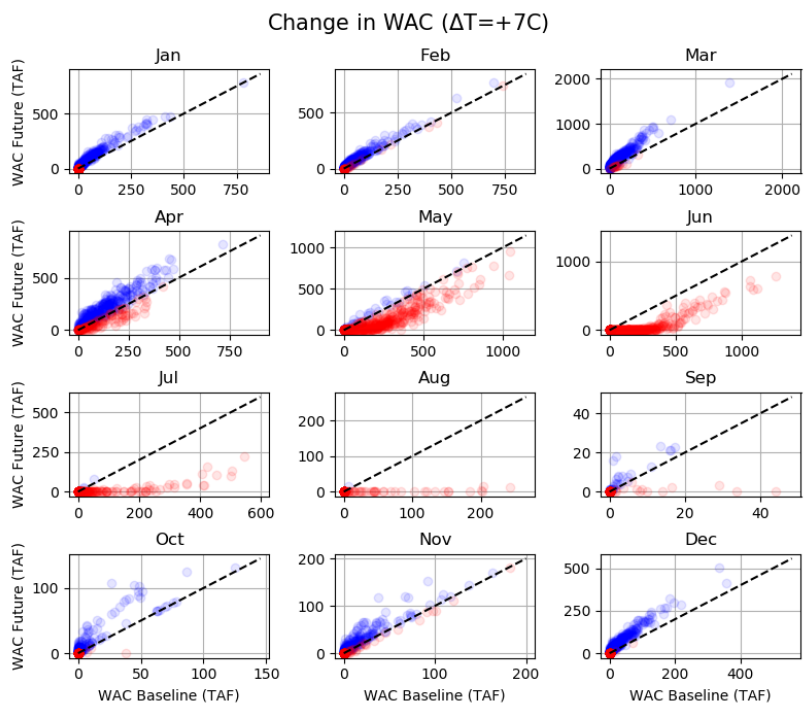 Change in WAC (ΔT=+7C)
Jan Feb Mar
WAC Future (TAF)
500
0
0 250 500 750
500
0
0 250 500 750
2000
1000
0
0 1000 2000
Apr May Jun
WAC Future (TAF)
500
0
0 250 500 750
1000
500
0
0 250 500 750 1000
1000
0
0 500 1000
Jul Aug Sep
WAC Future (TAF)
500
250
0
0 200 400 600
200
100
0
0 100 200
40
20
0
0 20 40
Oct Nov Dec
WAC Future (TAF)
100
0
0 50 100 150
200
100
0
0 100 200
500
250
0
0 200 400
WAC Baseline (TAF) WAC Baseline (TAF) WAC Baseline (TAF)